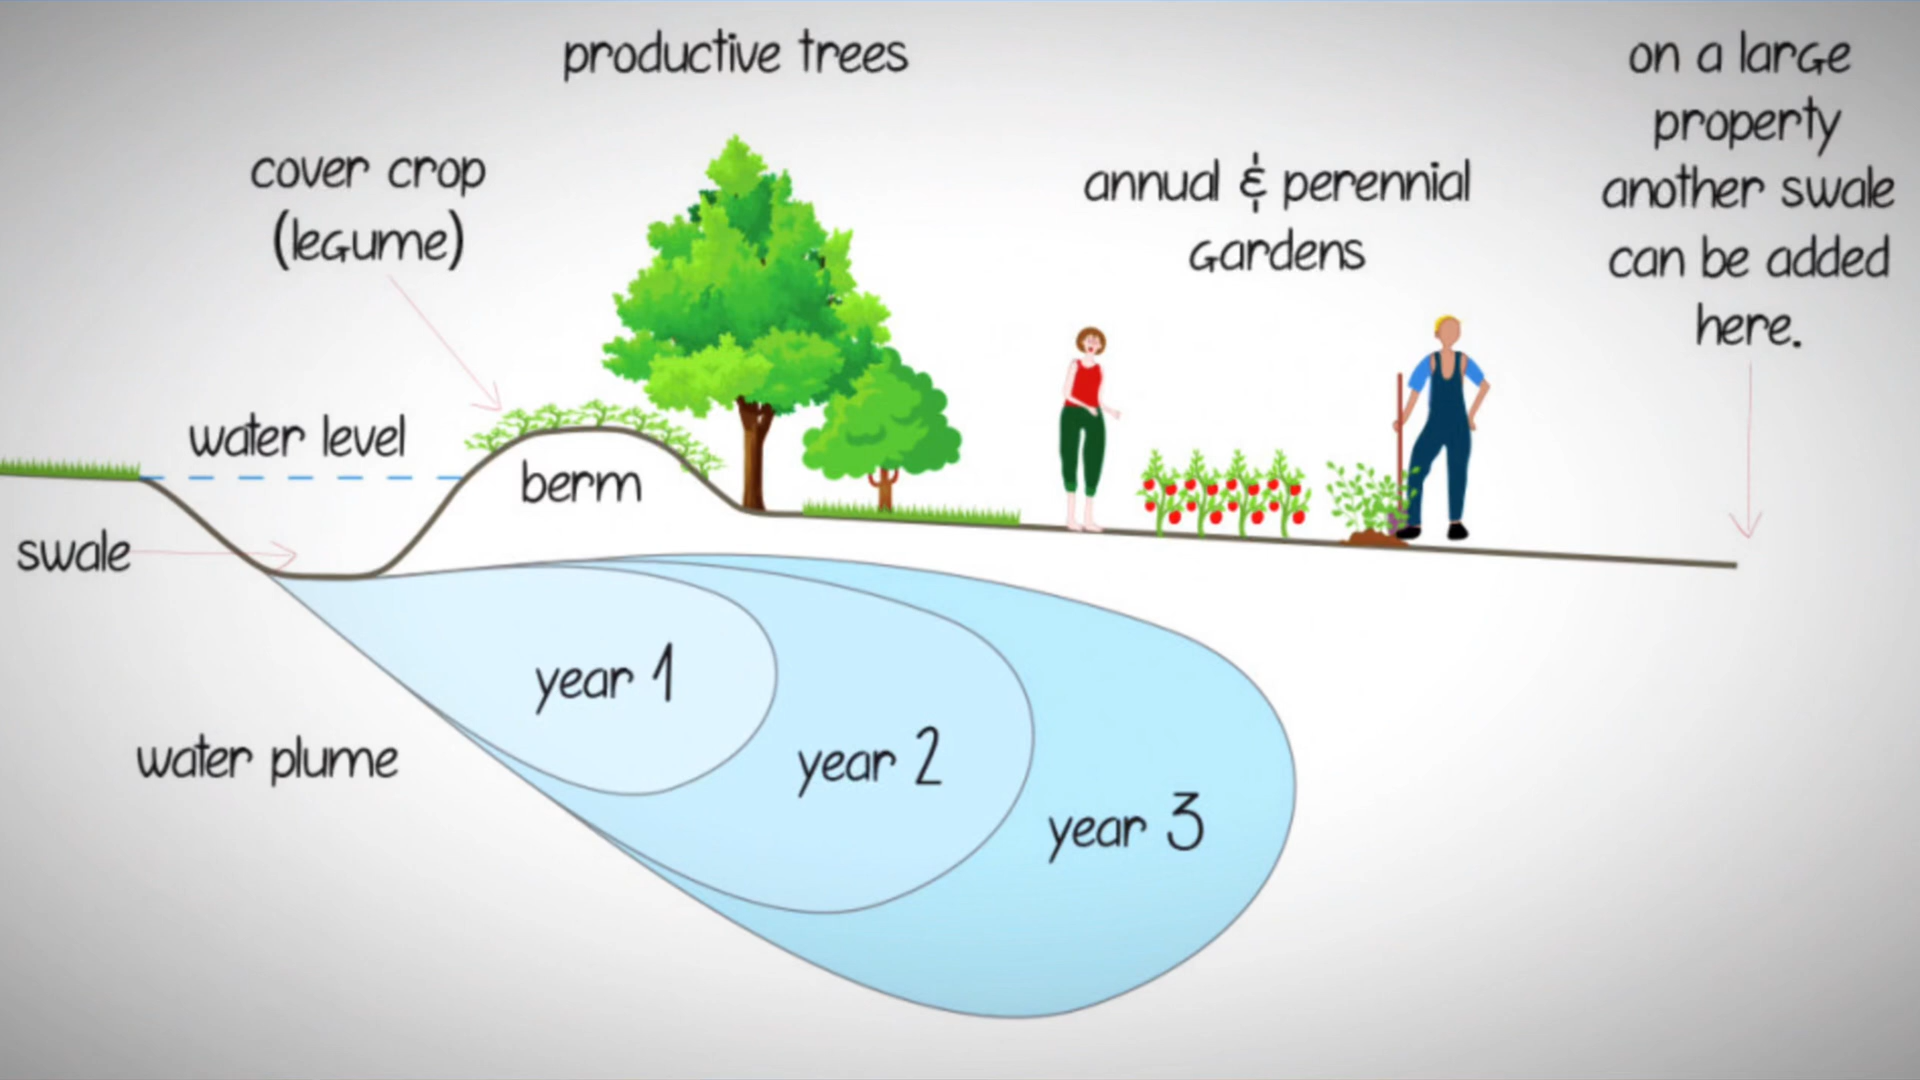 productive trees
cover crop
(legume)
annual & perennial
gardens
on a large
property
another swale
can be added
here.
water level
berm
swale
year 1
water plume
year 2
year 3